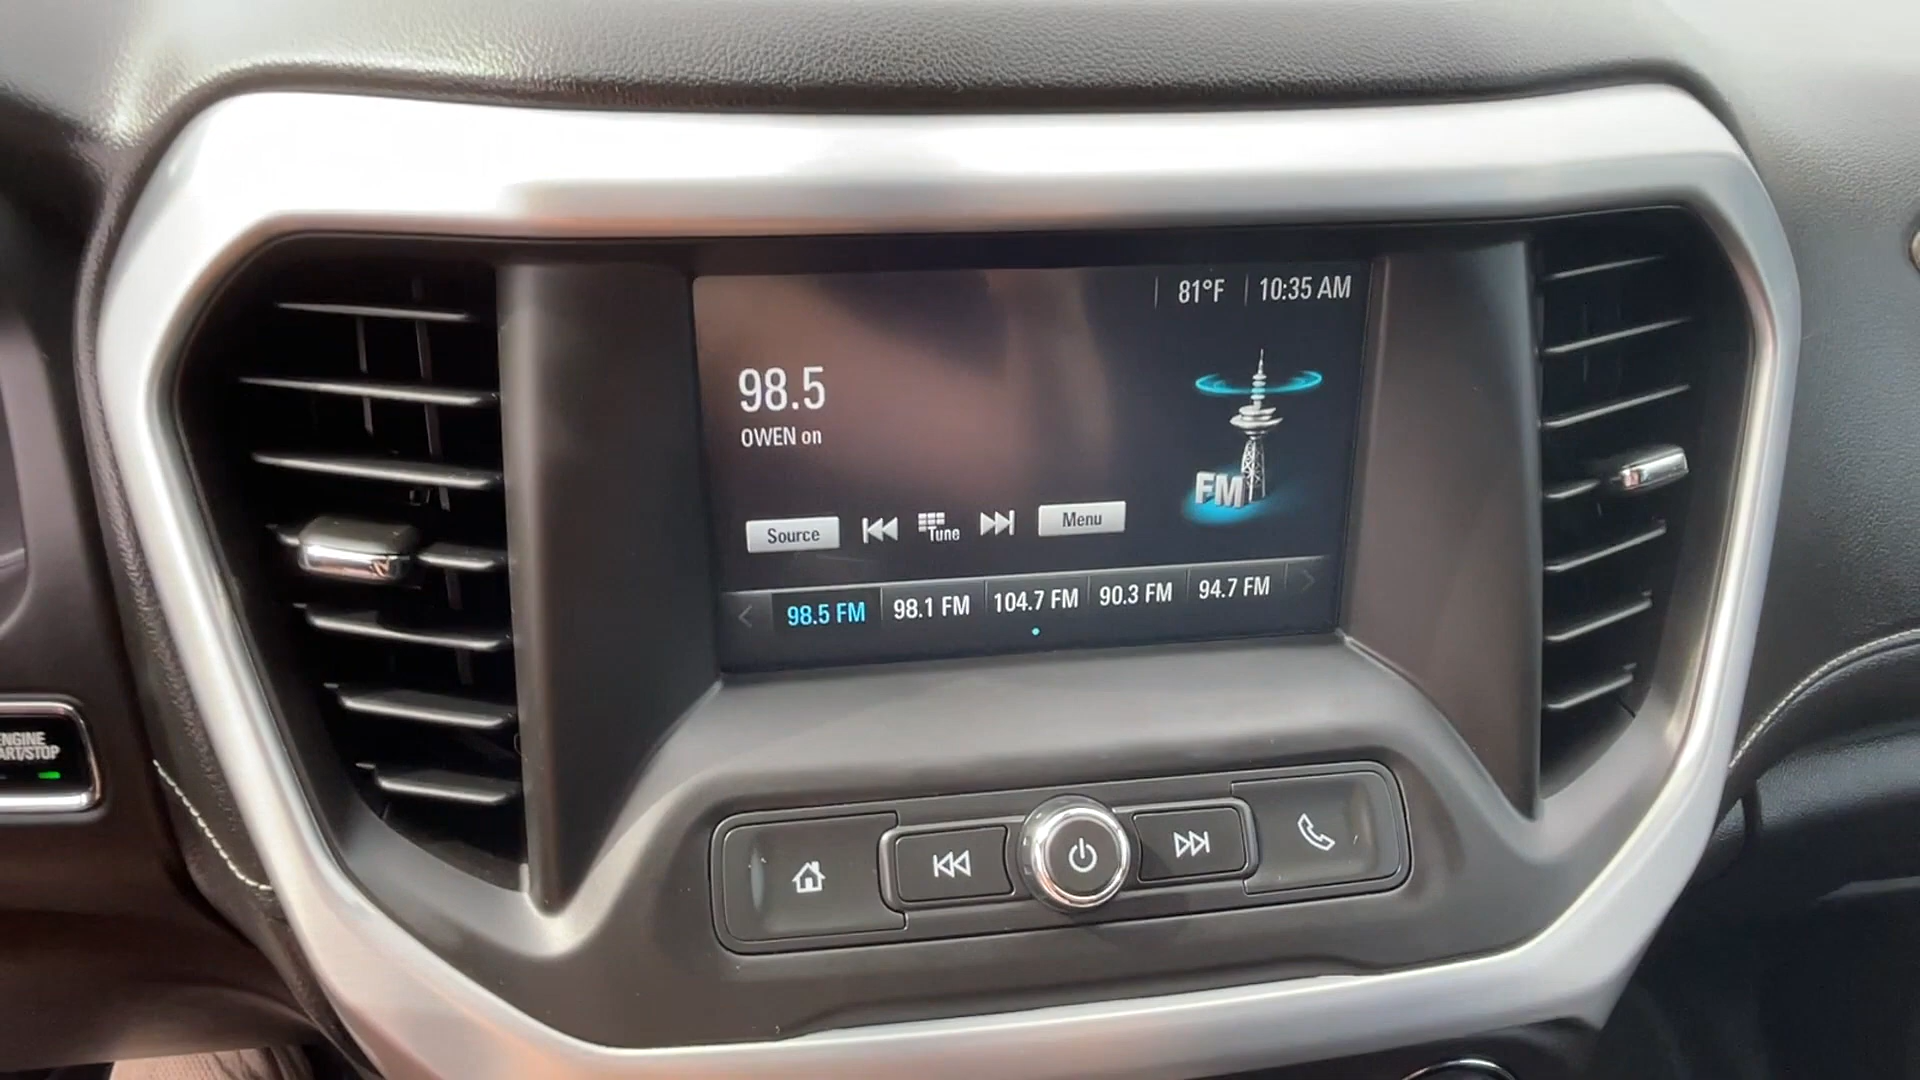 81°F 10:35 AM
98.5
OWEN on
FM
Source Tune Menu
98.5 FM 98.1 FM 104.7 FM 90.3 FM 94.7 FM
ENGINE
ART/STOP